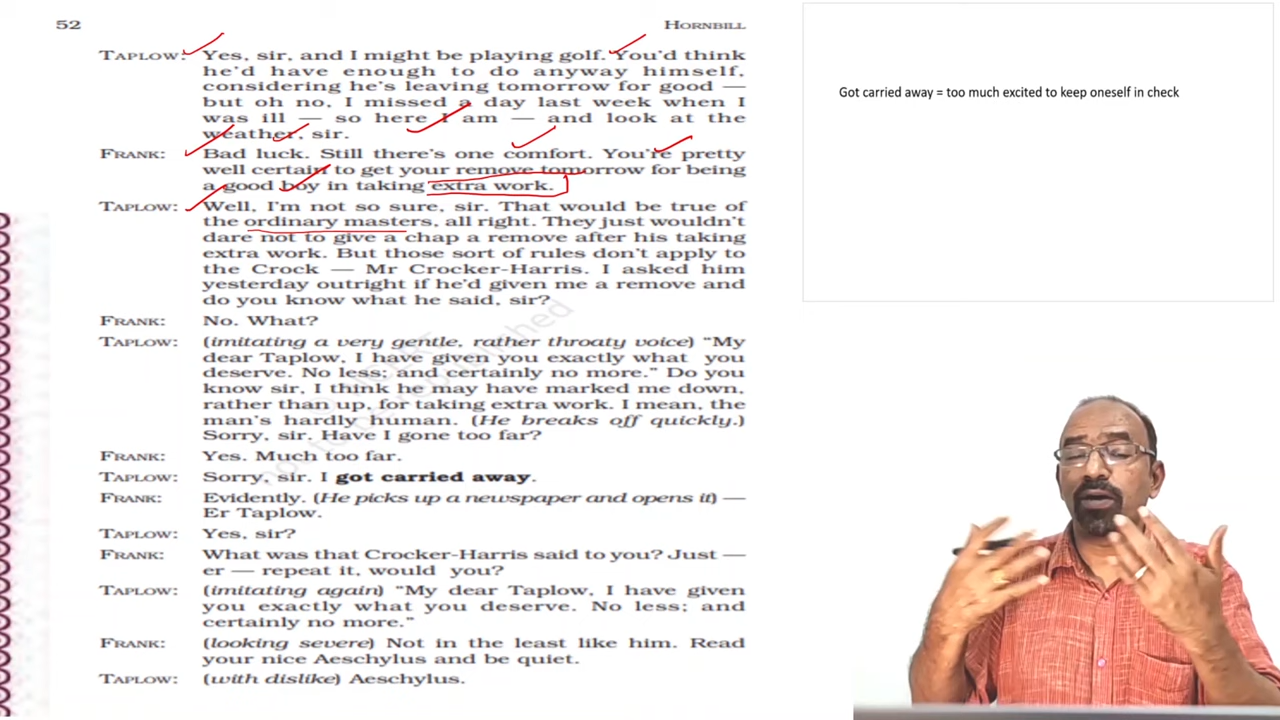 52 HORNBILL
TAPLOW: Yes, sir, and I might be playing golf. You'd think
he'd have enough to do anyway himself,
considering he's leaving tomorrow for good —
but oh no, I missed a day last week when I
was ill — so here I am — and look at the
weather, sir.
FRANK: Bad luck. Still there's one comfort. You're pretty
well certain to get your remove tomorrow for being
a good boy in taking extra work.
TAPLOW: Well, I'm not so sure, sir. That would be true of
the ordinary masters, all right. They just wouldn't
dare not to give a chap a remove after his taking
extra work. But those sort of rules don't apply to
the Crock — Mr Crocker-Harris. I asked him
yesterday outright if he'd given me a remove and
do you know what he said, sir?
FRANK: No. What?
TAPLOW: (imitating a very gentle, rather throaty voice) “My
dear Taplow, I have given you exactly what you
deserve. No less; and certainly no more.” Do you
know sir, I think he may have marked me down,
rather than up, for taking extra work. I mean, the
man's hardly human. (He breaks off quickly.)
Sorry, sir. Have I gone too far?
FRANK: Yes. Much too far.
TAPLOW: Sorry, sir. I got carried away.
FRANK: Evidently. (He picks up a newspaper and opens it) —
Er Taplow.
TAPLOW: Yes, sir?
FRANK: What was that Crocker-Harris said to you? Just —
er — repeat it, would you?
TAPLOW: (imitating again) “My dear Taplow, I have given
you exactly what you deserve. No less; and
certainly no more.”
FRANK: (looking severe) Not in the least like him. Read
your nice Aeschylus and be quiet.
TAPLOW: (with dislike) Aeschylus.
Got carried away = too much excited to keep oneself in check